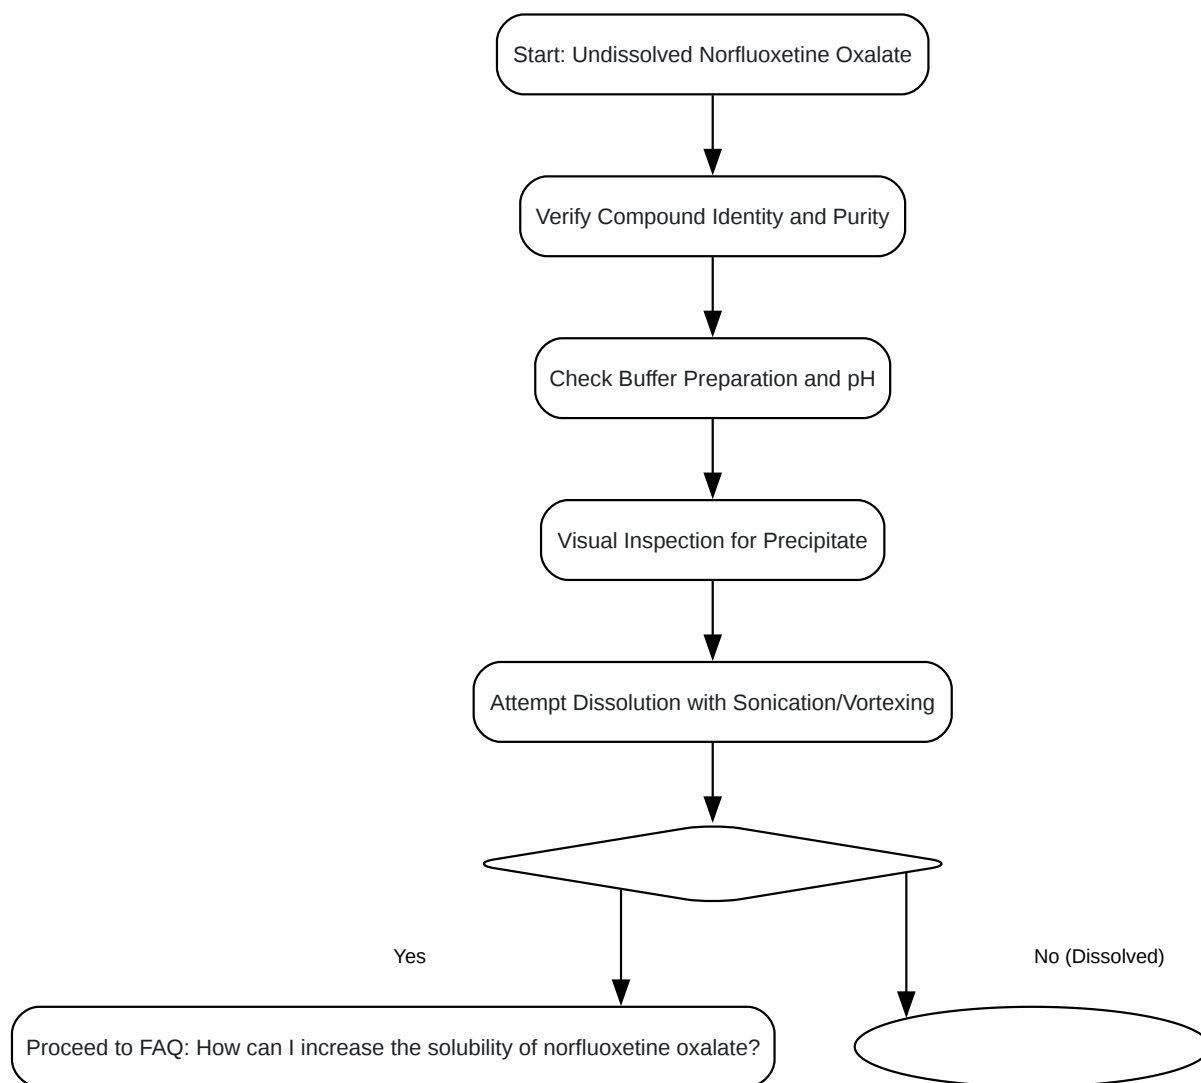 Start: Undissolved Norfluoxetine Oxalate
Verify Compound Identity and Purity
Check Buffer Preparation and pH
Visual Inspection for Precipitate
Attempt Dissolution with Sonication/Vortexing
Yes
No (Dissolved)
Proceed to FAQ: How can I increase the solubility of norfluoxetine oxalate?